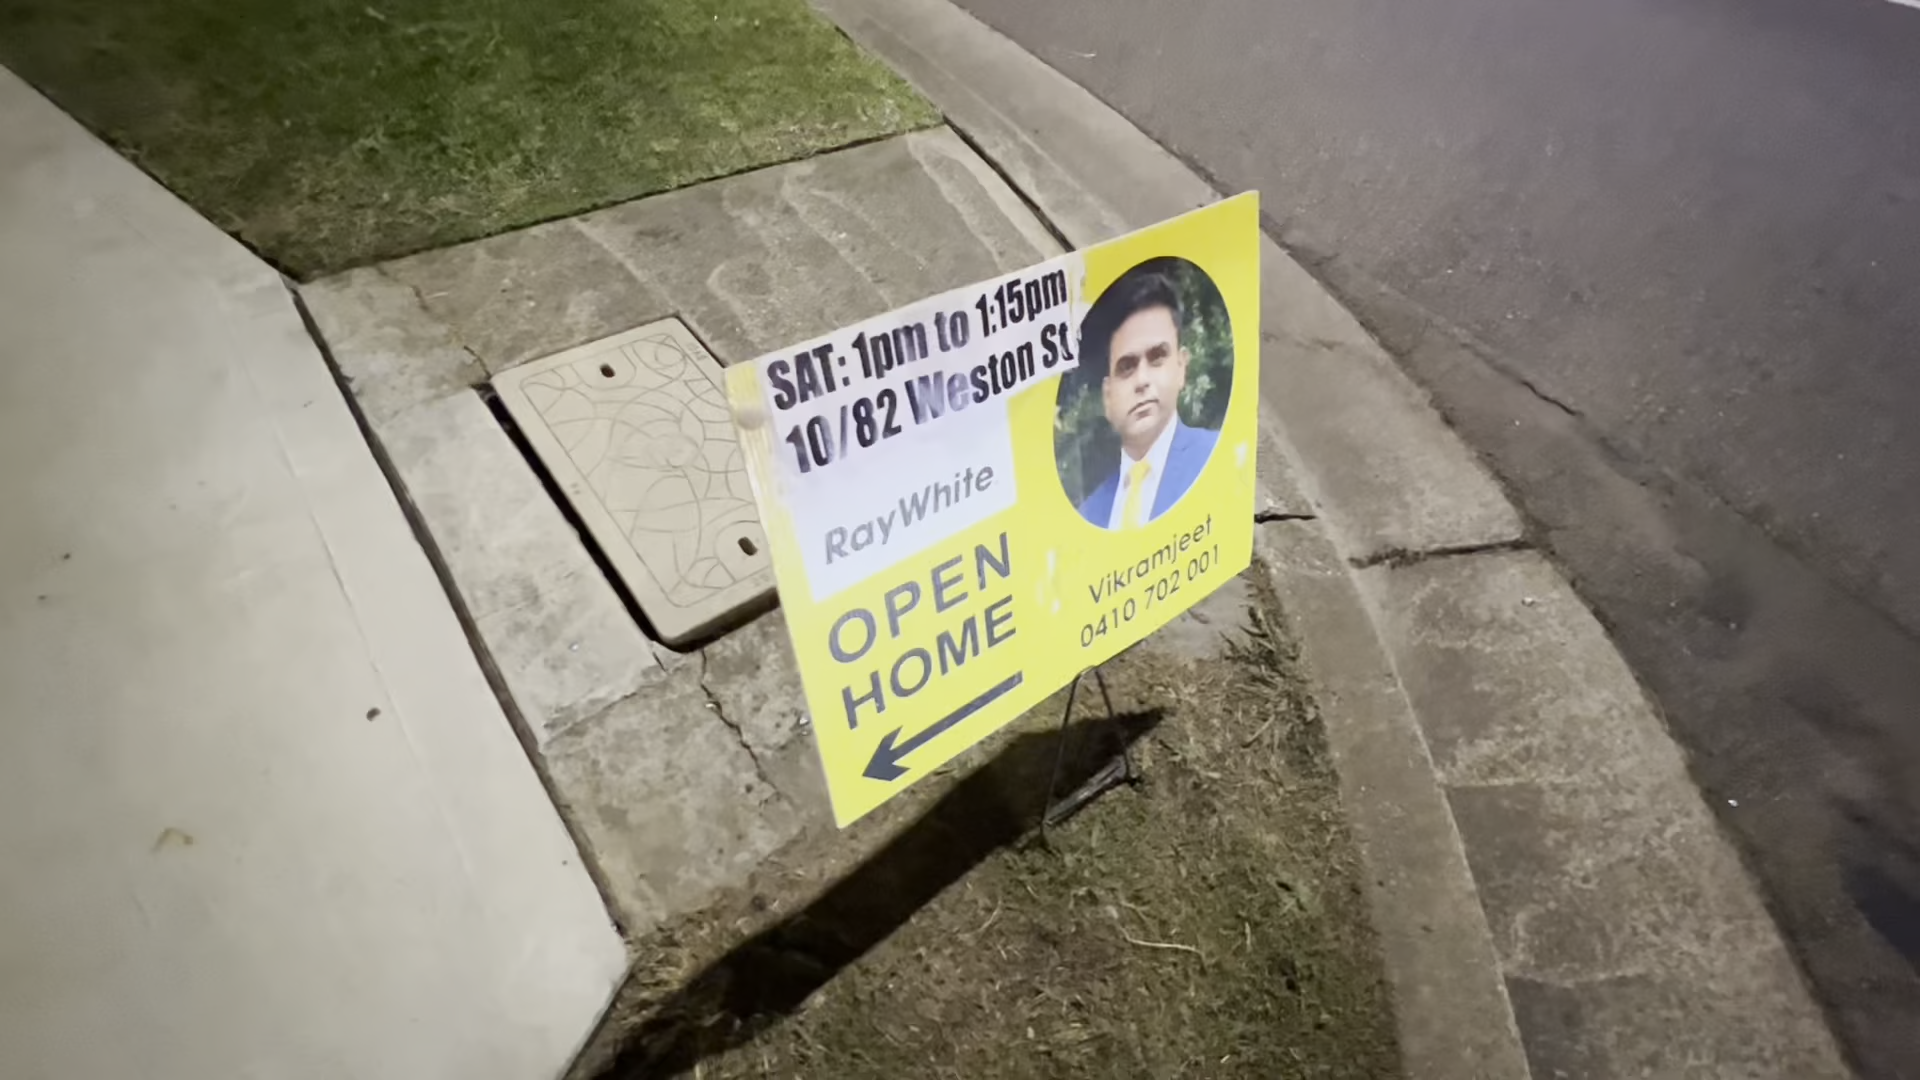 SAT: 1pm to 1:15pm
10/82 Weston St
RayWhite.
OPEN
HOME
Vikramjeet
0410 702 001